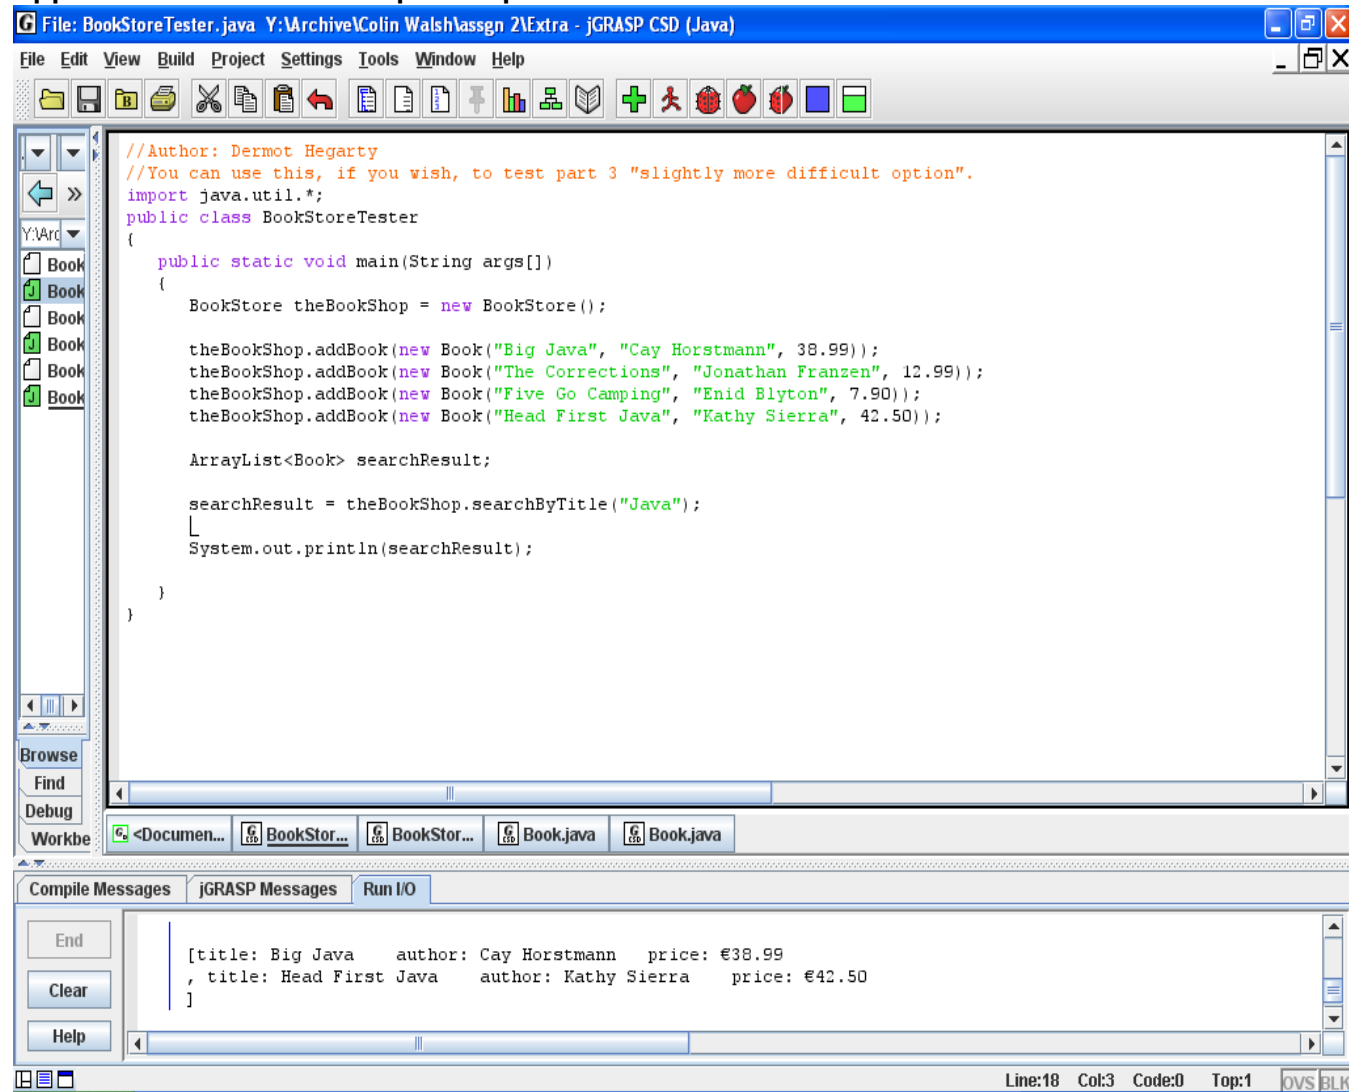 File: BookStoreTester.java Y:\Archive\Colin Walsh\assgn 2\Extra - jGRASP CSD (Java)
File Edit View Build Project Settings Tools Window Help
//Author: Dermot Hegarty
//You can use this, if you wish, to test part 3 "slightly more difficult option".
import java.util.*;
public class BookStoreTester
{
public static void main(String args[])
{
BookStore theBookShop = new BookStore();
theBookShop.addBook(new Book("Big Java", "Cay Horstmann", 38.99));
theBookShop.addBook(new Book("The Corrections", "Jonathan Franzen", 12.99));
theBookShop.addBook(new Book("Five Go Camping", "Enid Blyton", 7.90));
theBookShop.addBook(new Book("Head First Java", "Kathy Sierra", 42.50));
ArrayList<Book> searchResult;
searchResult = theBookShop.searchByTitle("Java");
System.out.println(searchResult);
}
}
Y:\Arc
Book
Book
Book
Book
Book
Book
Browse
Find
Debug
Workbe
<Documen... BookStor... BookStor... Book.java Book.java
Compile Messages jGRASP Messages Run I/O
End
Clear
Help
[title: Big Java author: Cay Horstmann price: €38.99
, title: Head First Java author: Kathy Sierra price: €42.50
]
Line:18 Col:3 Code:0 Top:1 OVS BLK